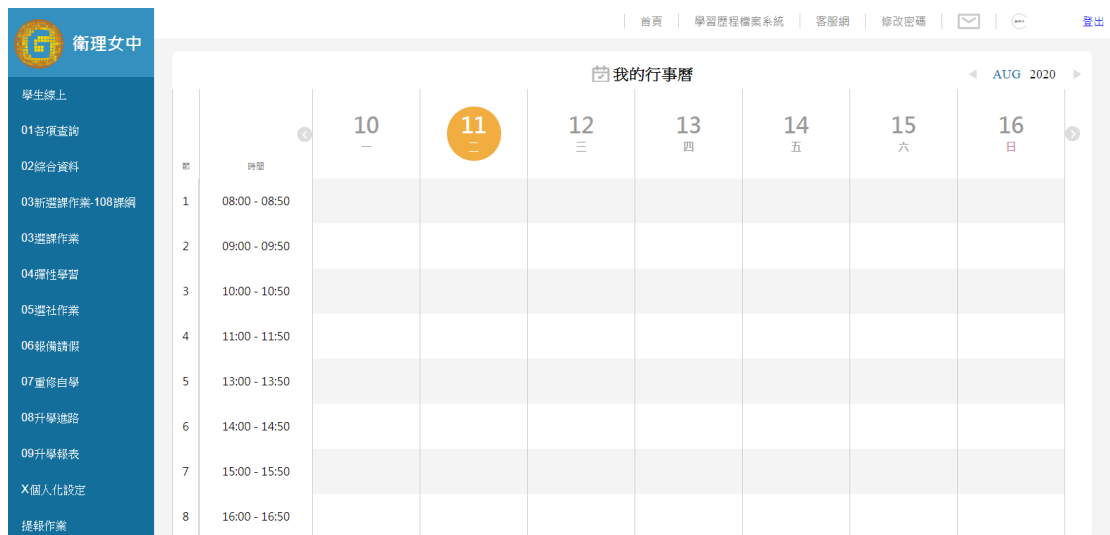 首頁 學習歷程檔案系統 客服網 修改密碼 登出
衛理女中
學生線上
01各項查詢
02綜合資料
03新選課作業-108課綱
03選課作業
04彈性學習
05選社作業
06報備請假
07重修自學
08升學進路
09升學報表
X個人化設定
提報作業
我的行事曆
AUG 2020
10 11 12 13 14 15 16
一 二 三 四 五 六 日
節 時間
1 08:00 - 08:50
2 09:00 - 09:50
3 10:00 - 10:50
4 11:00 - 11:50
5 13:00 - 13:50
6 14:00 - 14:50
7 15:00 - 15:50
8 16:00 - 16:50